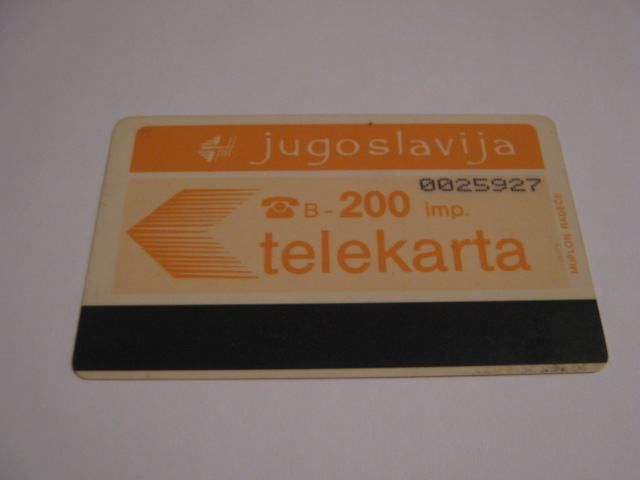 jugoslavija
0025927
B - 200 imp.
telekarta
MUFLON RADEČE